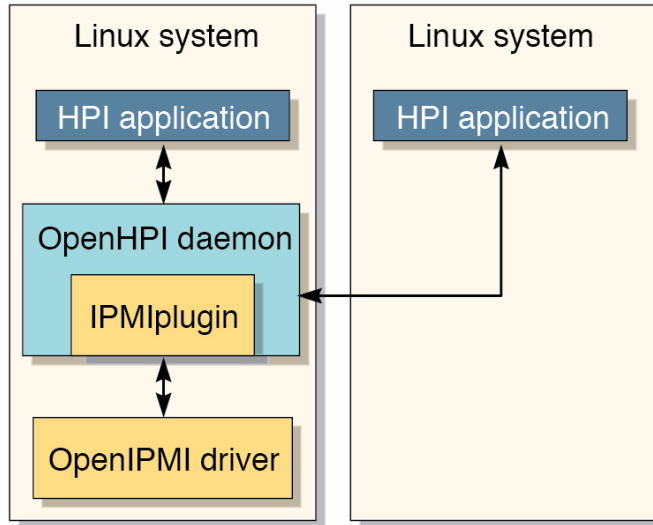 Linux system
HPI application
OpenHPI daemon
IPMIplugin
OpenIPMI driver
Linux system
HPI application